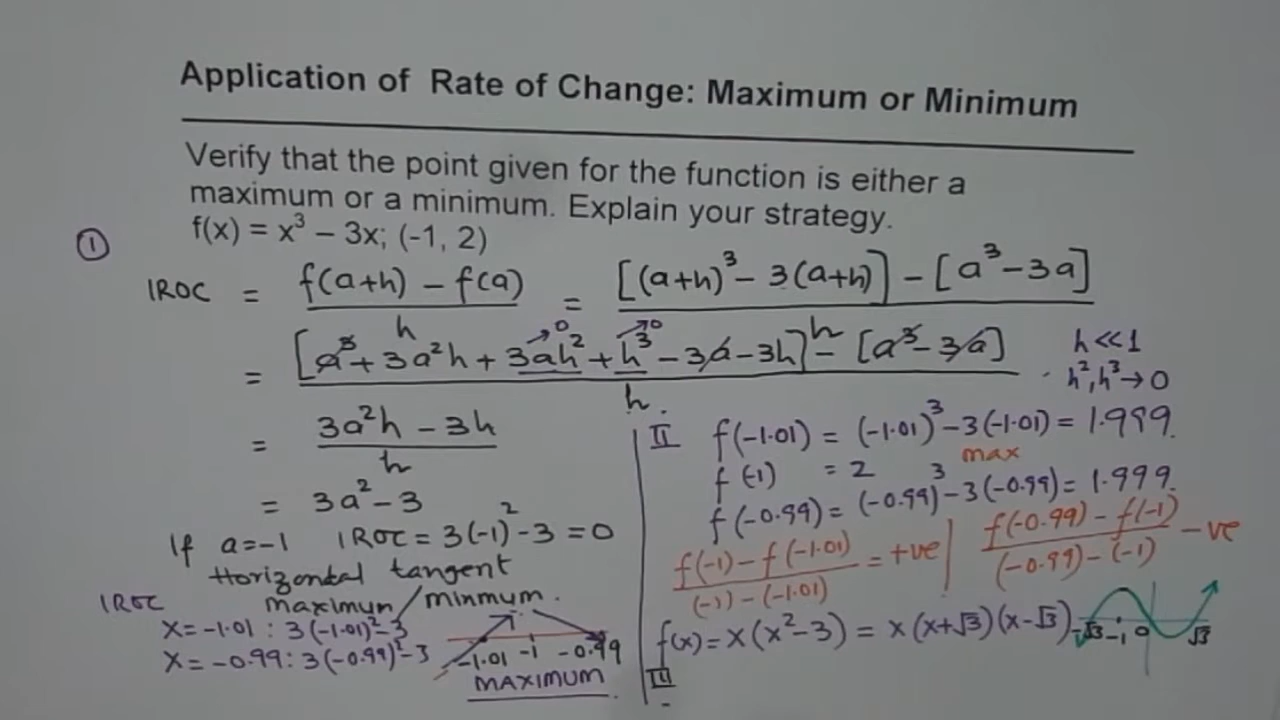 Application of Rate of Change: Maximum or Minimum
Verify that the point given for the function is either a
maximum or a minimum. Explain your strategy.
f(x) = x³ – 3x; (-1, 2)
①
IROC = f(a+h) – f(a) / h = [(a+h)³ – 3(a+h)] – [a³ – 3a] / h
= [a³ + 3a²h + 3ah² + h³ – 3a – 3h] – [a³ – 3a] / h.
→0 →0
h << 1
h², h³ → 0
= 3a²h – 3h / h
= 3a² – 3
If a = -1 IROC = 3(-1)² - 3 = 0
Horizontal tangent
maximum/minmum.
IROC
x = -1.01 : 3(-1.01)² - 3
x = -0.99 : 3(-0.99)² - 3
-1.01 -1 -0.99
MAXIMUM
II f(-1.01) = (-1.01)³ – 3(-1.01) = 1.999
max
f(-1) = 2
f(-0.99) = (-0.99)³ – 3(-0.99) = 1.999
f(-1) – f(-1.01) / (-1) – (-1.01) = +ve | f(-0.99) – f(-1) / (-0.99) – (-1) -ve
f(x) = x(x² – 3) = x(x+√3)(x-√3)
-√3 -1 0 √3
III